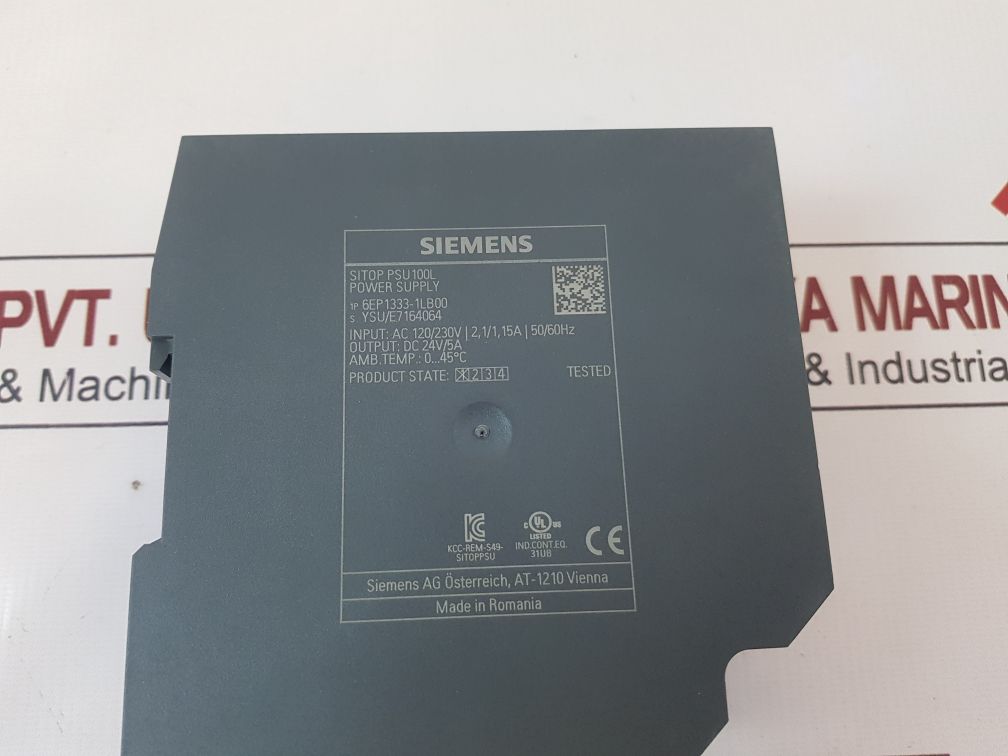 SIEMENS
SITOP PSU100L
POWER SUPPLY
1P 6EP1333-1LB00
S YSU/E7164064
INPUT: AC 120/230V | 2,1/1,15A | 50/60Hz
OUTPUT: DC 24V/5A
AMB.TEMP.: 0...45°C
PRODUCT STATE: X 2 3 4 TESTED
KCC-REM-S49-
SITOPPSU
C UL US
LISTED
IND.CONT.EQ.
31UB
CE
Siemens AG Österreich, AT-1210 Vienna
Made in Romania
PVT.
MARIN
& Machi
& Industria